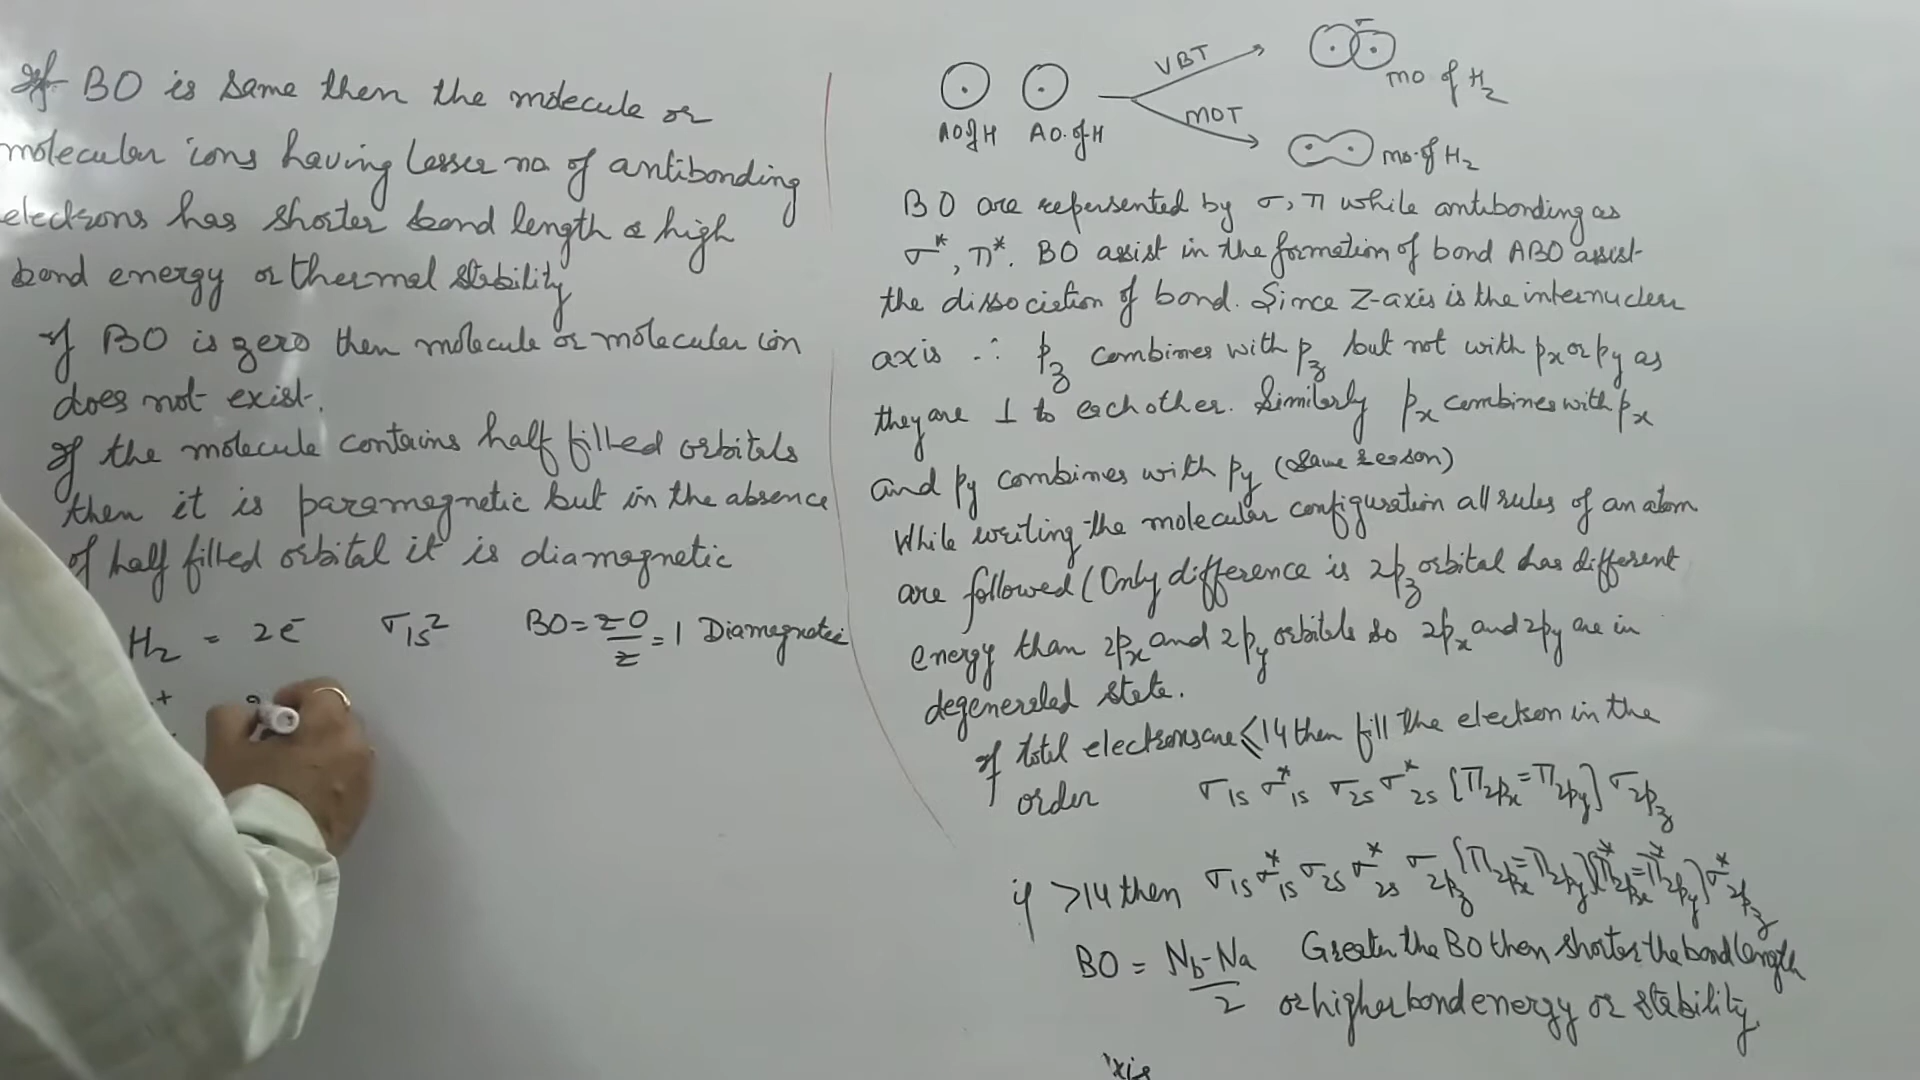 If BO is same then the molecule or
molecular ions having lesser no of antibonding
electrons has shorter bond length & high
bond energy or thermal stability
if BO is zero then molecule or molecular ion
does not exist.
If the molecule contains half filled orbitals
then it is paramagnetic but in the absence
of half filled orbital it is diamagnetic
H₂ = 2e⁻ σ1s² BO = 2-0/2 = 1 Diamagnetic
+
AO of H AO. of H VBT MO of H₂
MOT mo. of H₂
BO are repersented by σ, π while antibonding as
σ*, π*. BO assist in the formation of bond ABO assist
the dissocietion of bond. Since Z-axis is the internuclear
axis ∴ pz combines with pz but not with px or py as
they are ⊥ to each other. Similarly px combines with px
and py combines with py (same reason)
While writing the molecular configuration all rules of an atom
are followed (Only difference is 2pz orbital has different
energy than 2px and 2py orbitals so 2px and 2py are in
degenereled state.
if total electrons are ⩽14 then fill the electron in the
order σ1s σ*1s σ2s σ*2s [π2px = π2py] σ2pz
if >14 then σ1s σ*1s σ2s σ*2s σ2pz [π2px = π2py] [π*2px = π*2py] σ*2pz
BO = Nb-Na/2 Greater the BO then shorter the bond length
or higher bond energy or stability.